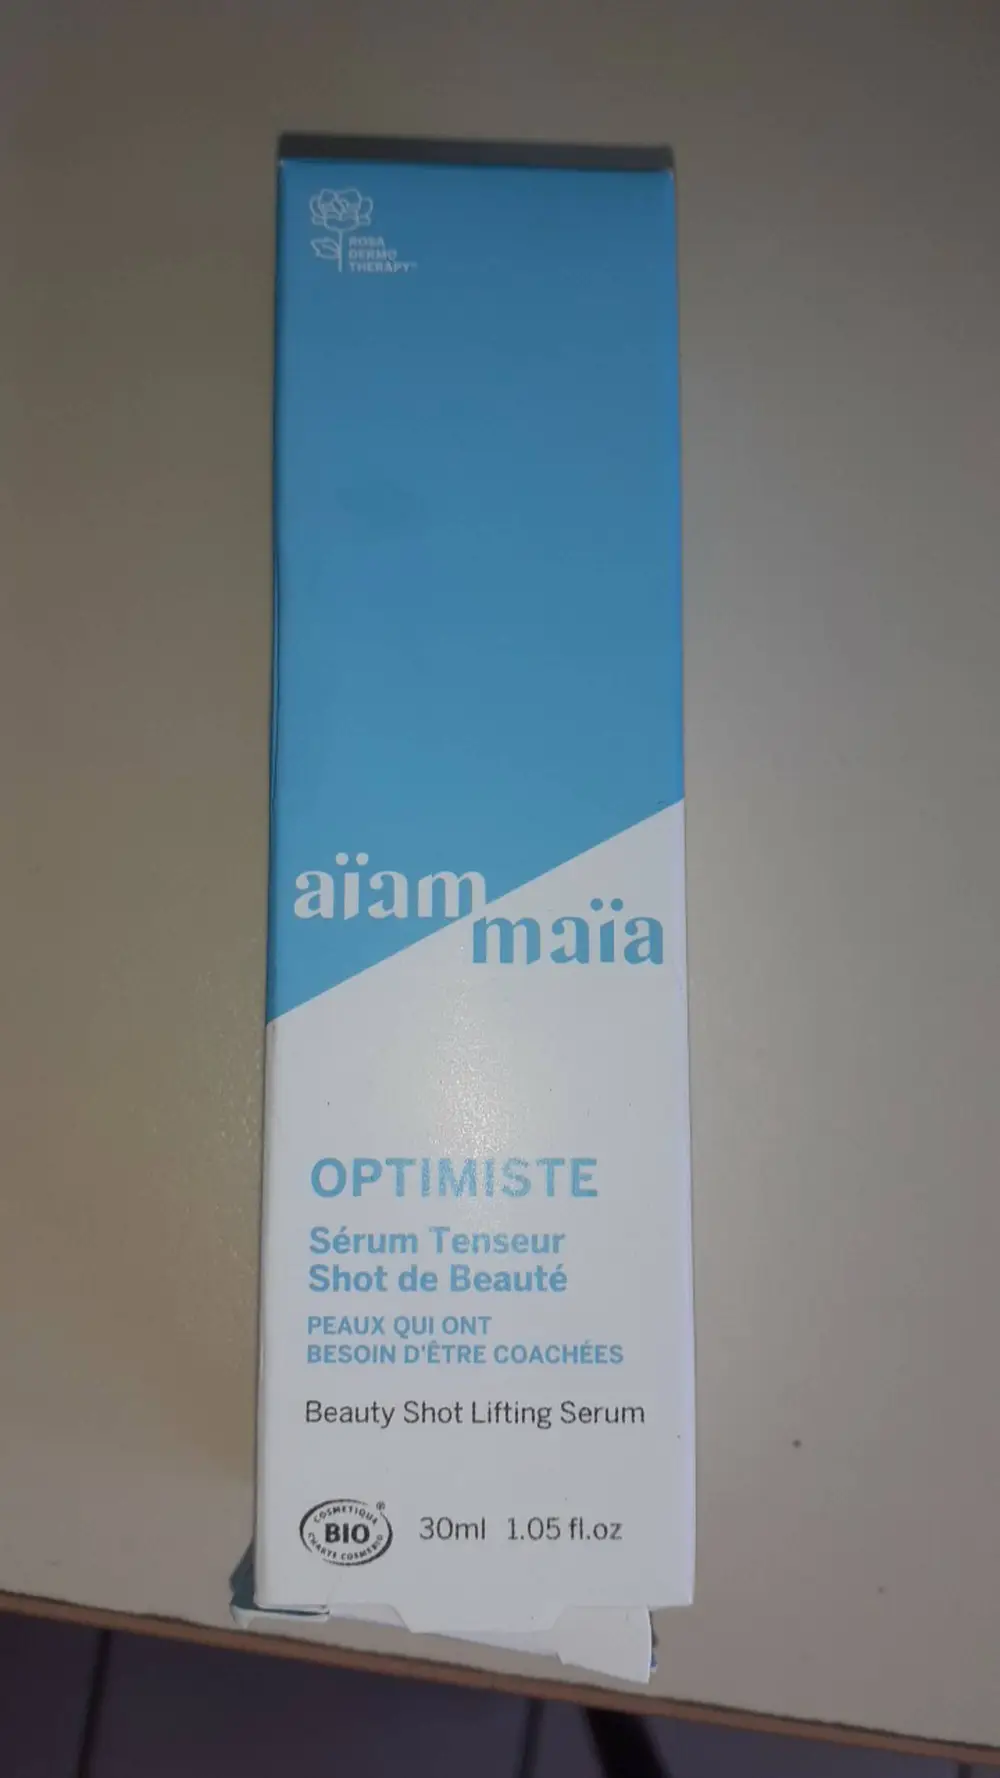 ROSA
DERMO
THERAPY
aïam
maïa
OPTIMISTE
Sérum Tenseur
Shot de Beauté
PEAUX QUI ONT
BESOIN D'ÊTRE COACHÉES
Beauty Shot Lifting Serum
COSMETIQUE ®
BIO
CHARTE COSMEBIO
30ml 1.05 fl.oz